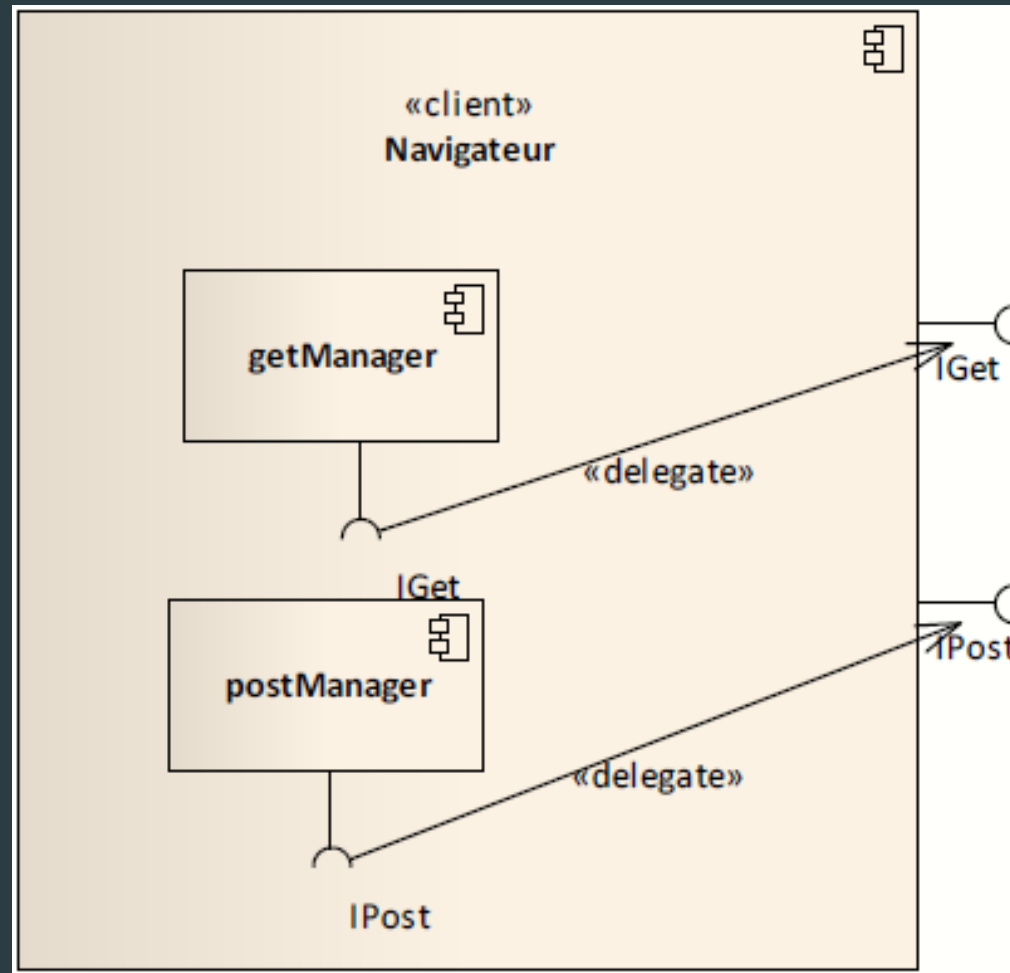 «client»
Navigateur
getManager
IGet
«delegate»
IGet
postManager
IPost
«delegate»
IPost